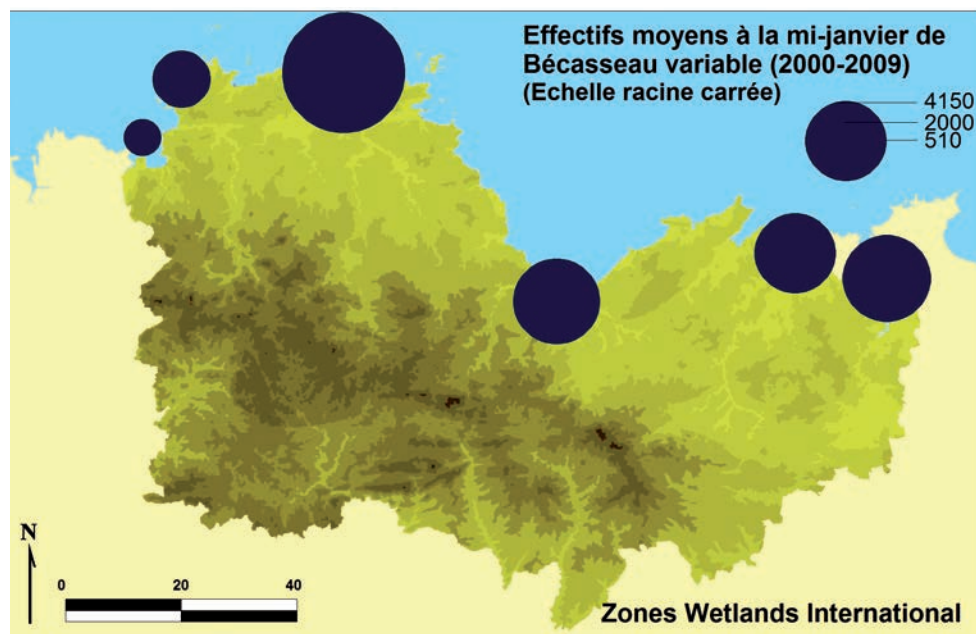 Effectifs moyens à la mi-janvier de
Bécasseau variable (2000-2009)
(Echelle racine carrée)
4150
2000
510
N
0 20 40
Zones Wetlands International